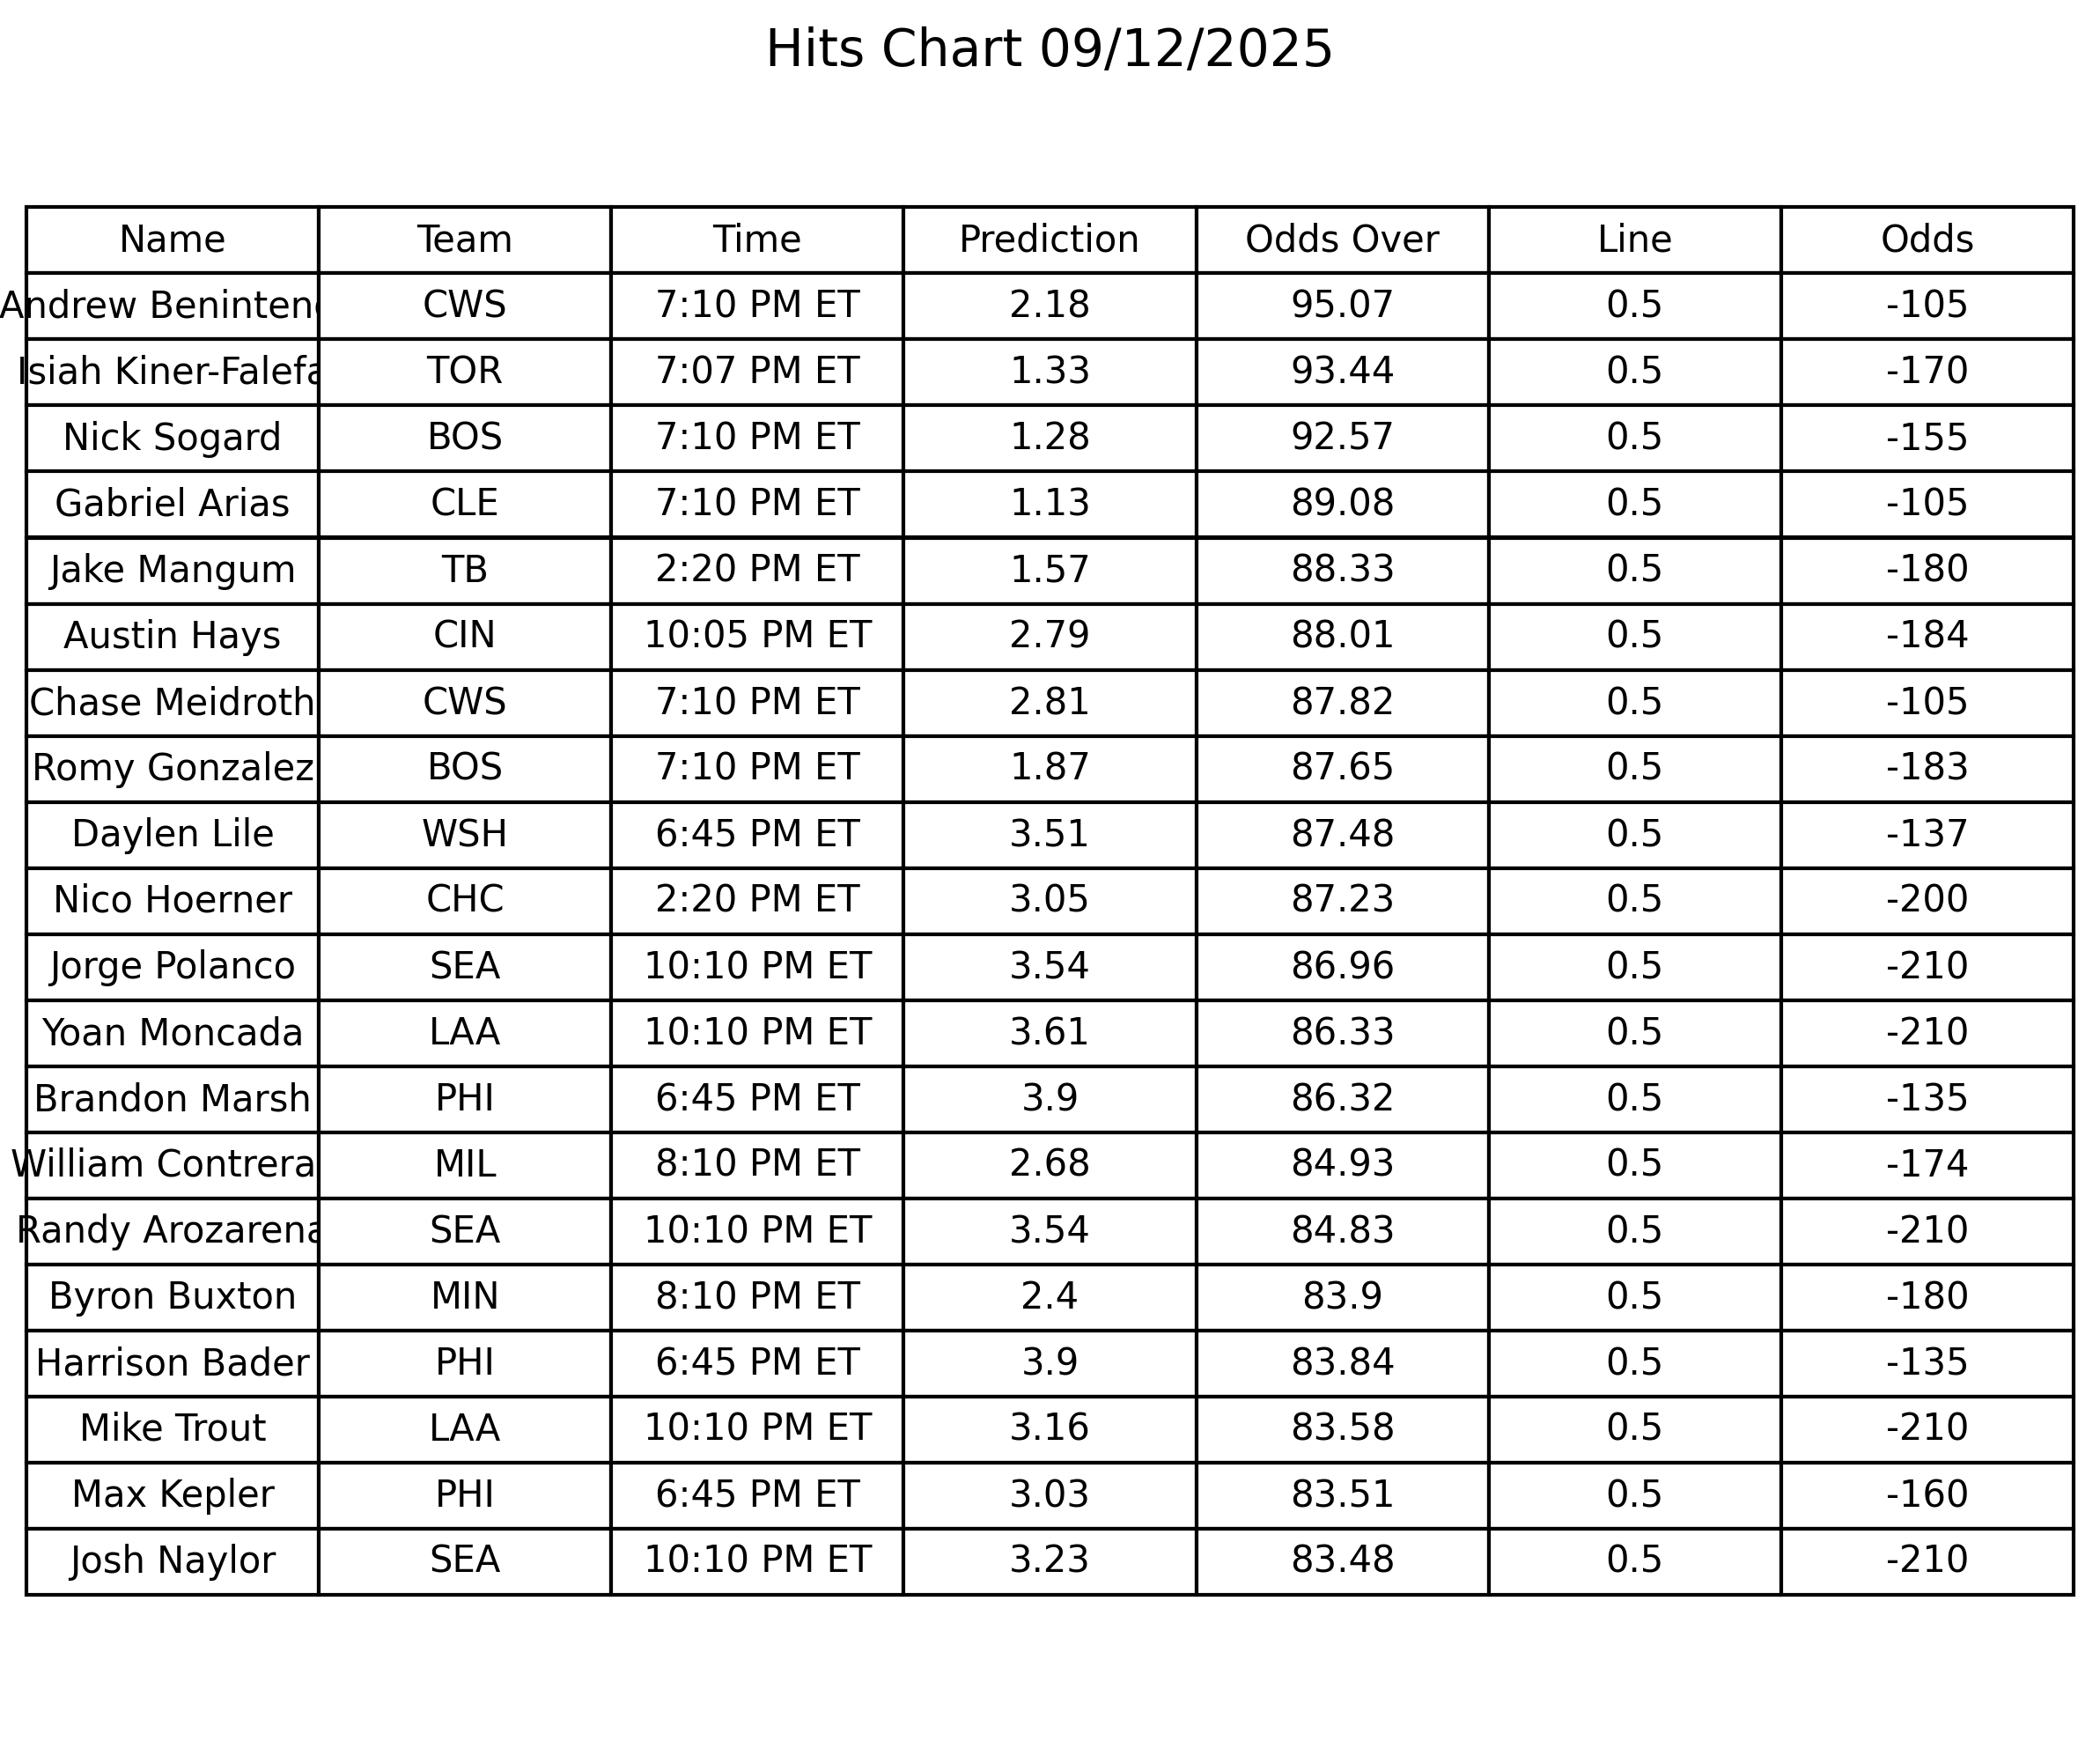 Hits Chart 09/12/2025
Name Team Time Prediction Odds Over Line Odds
Andrew Beninten CWS 7:10 PM ET 2.18 95.07 0.5 -105
Isiah Kiner-Falefa TOR 7:07 PM ET 1.33 93.44 0.5 -170
Nick Sogard BOS 7:10 PM ET 1.28 92.57 0.5 -155
Gabriel Arias CLE 7:10 PM ET 1.13 89.08 0.5 -105
Jake Mangum TB 2:20 PM ET 1.57 88.33 0.5 -180
Austin Hays CIN 10:05 PM ET 2.79 88.01 0.5 -184
Chase Meidroth CWS 7:10 PM ET 2.81 87.82 0.5 -105
Romy Gonzalez BOS 7:10 PM ET 1.87 87.65 0.5 -183
Daylen Lile WSH 6:45 PM ET 3.51 87.48 0.5 -137
Nico Hoerner CHC 2:20 PM ET 3.05 87.23 0.5 -200
Jorge Polanco SEA 10:10 PM ET 3.54 86.96 0.5 -210
Yoan Moncada LAA 10:10 PM ET 3.61 86.33 0.5 -210
Brandon Marsh PHI 6:45 PM ET 3.9 86.32 0.5 -135
William Contrera MIL 8:10 PM ET 2.68 84.93 0.5 -174
Randy Arozarena SEA 10:10 PM ET 3.54 84.83 0.5 -210
Byron Buxton MIN 8:10 PM ET 2.4 83.9 0.5 -180
Harrison Bader PHI 6:45 PM ET 3.9 83.84 0.5 -135
Mike Trout LAA 10:10 PM ET 3.16 83.58 0.5 -210
Max Kepler PHI 6:45 PM ET 3.03 83.51 0.5 -160
Josh Naylor SEA 10:10 PM ET 3.23 83.48 0.5 -210